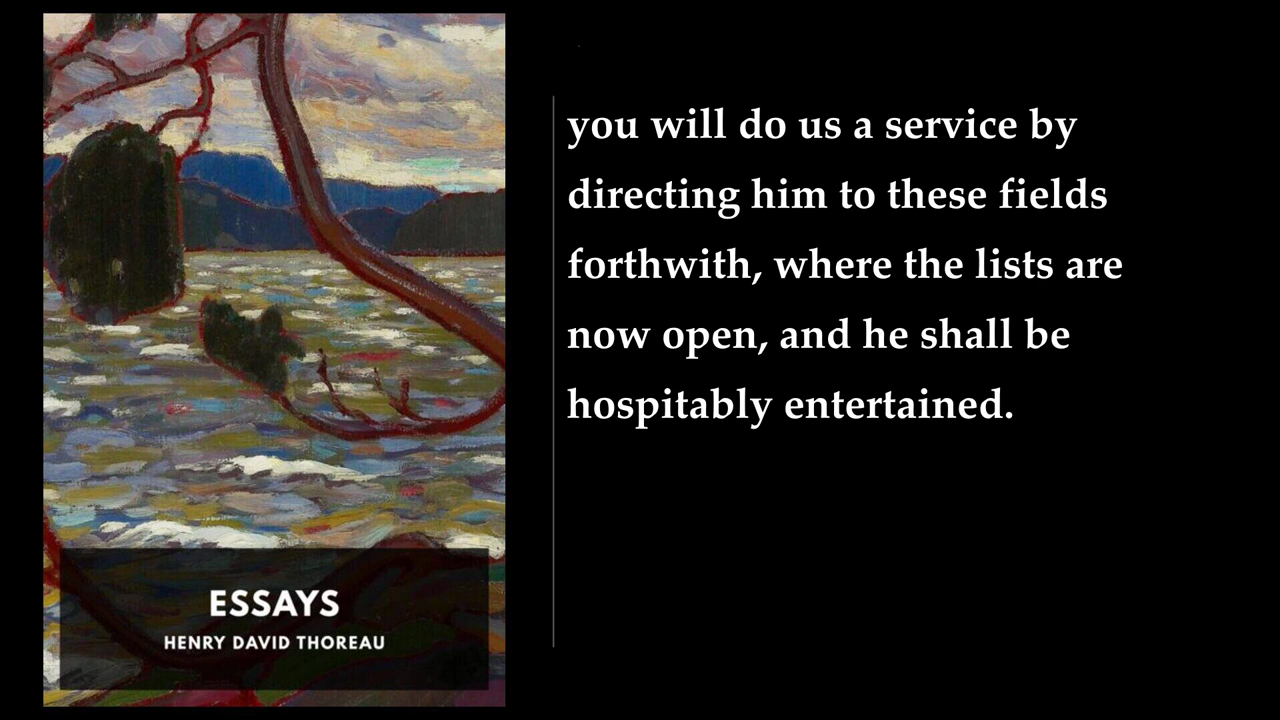 ESSAYS
HENRY DAVID THOREAU
you will do us a service by
directing him to these fields
forthwith, where the lists are
now open, and he shall be
hospitably entertained.